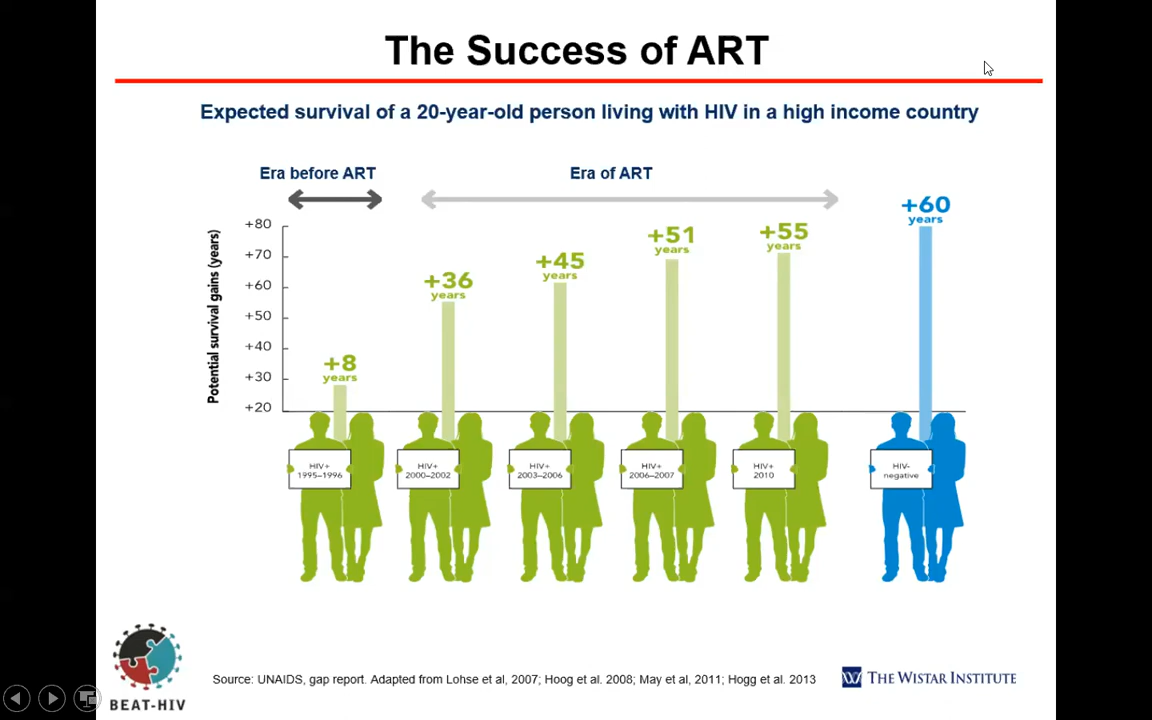 The Success of ART
Expected survival of a 20-year-old person living with HIV in a high income country
Era before ART
Era of ART
Potential survival gains (years)
+80
+70
+60
+50
+40
+30
+20
+8
years
+36
years
+45
years
+51
years
+55
years
+60
years
HIV+
1995–1996
HIV+
2000–2002
HIV+
2003–2006
HIV+
2006–2007
HIV+
2010
HIV-
negative
BEAT-HIV
Source: UNAIDS, gap report. Adapted from Lohse et al, 2007; Hoog et al. 2008; May et al, 2011; Hogg et al. 2013
THE WISTAR INSTITUTE